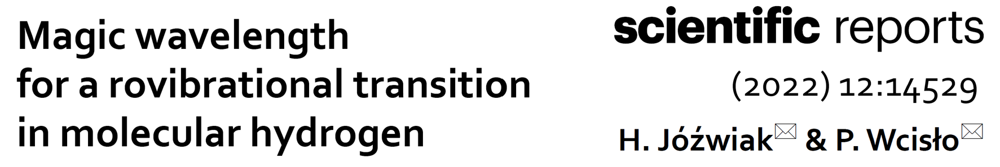 Magic wavelength
for a rovibrational transition
in molecular hydrogen
scientific reports
(2022) 12:14529
H. Jóźwiak & P. Wcisło